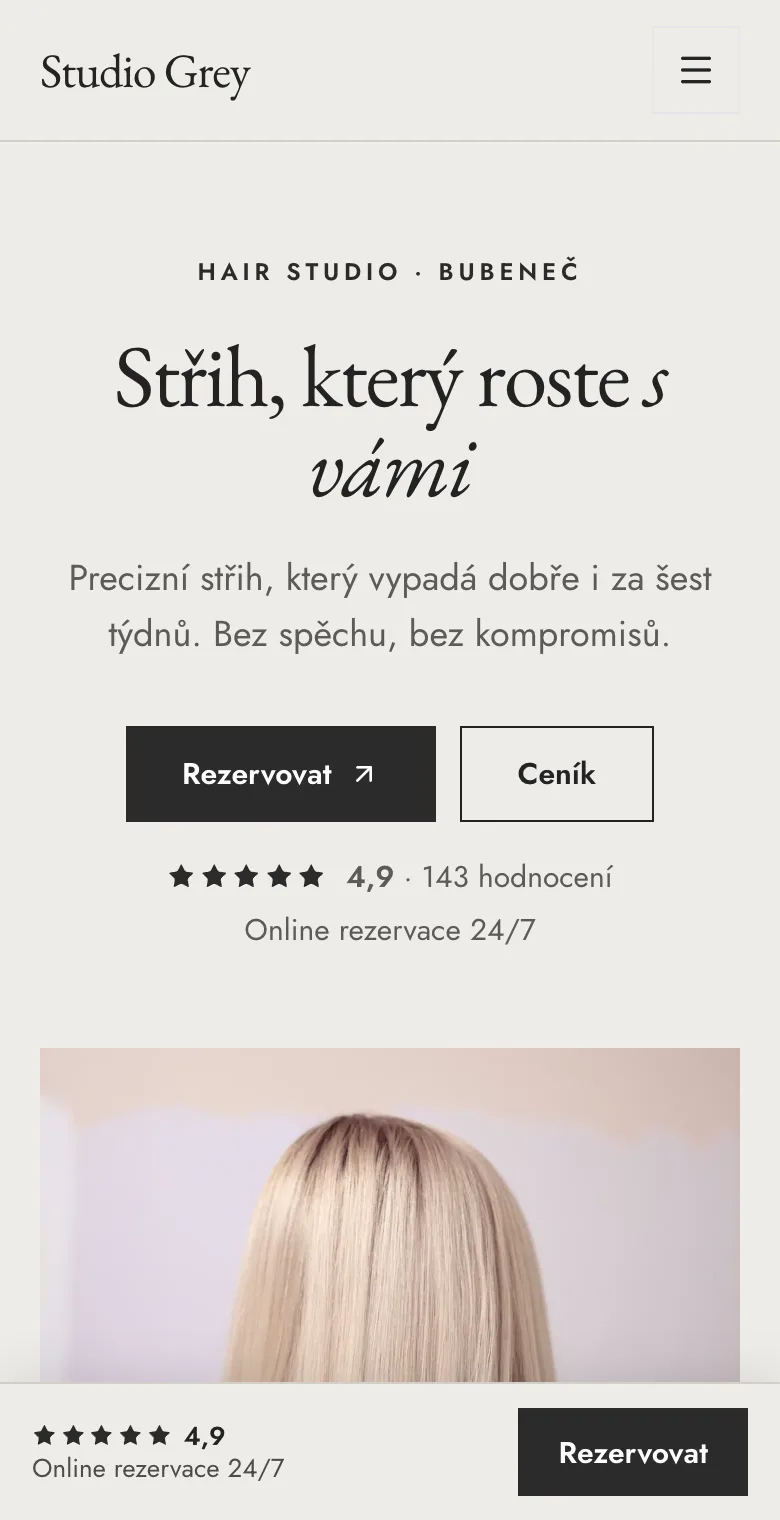 Studio Grey
HAIR STUDIO · BUBENEČ
Střih, který roste s
vámi
Precizní střih, který vypadá dobře i za šest
týdnů. Bez spěchu, bez kompromisů.
Rezervovat
Ceník
4,9 · 143 hodnocení
Online rezervace 24/7
4,9
Online rezervace 24/7
Rezervovat